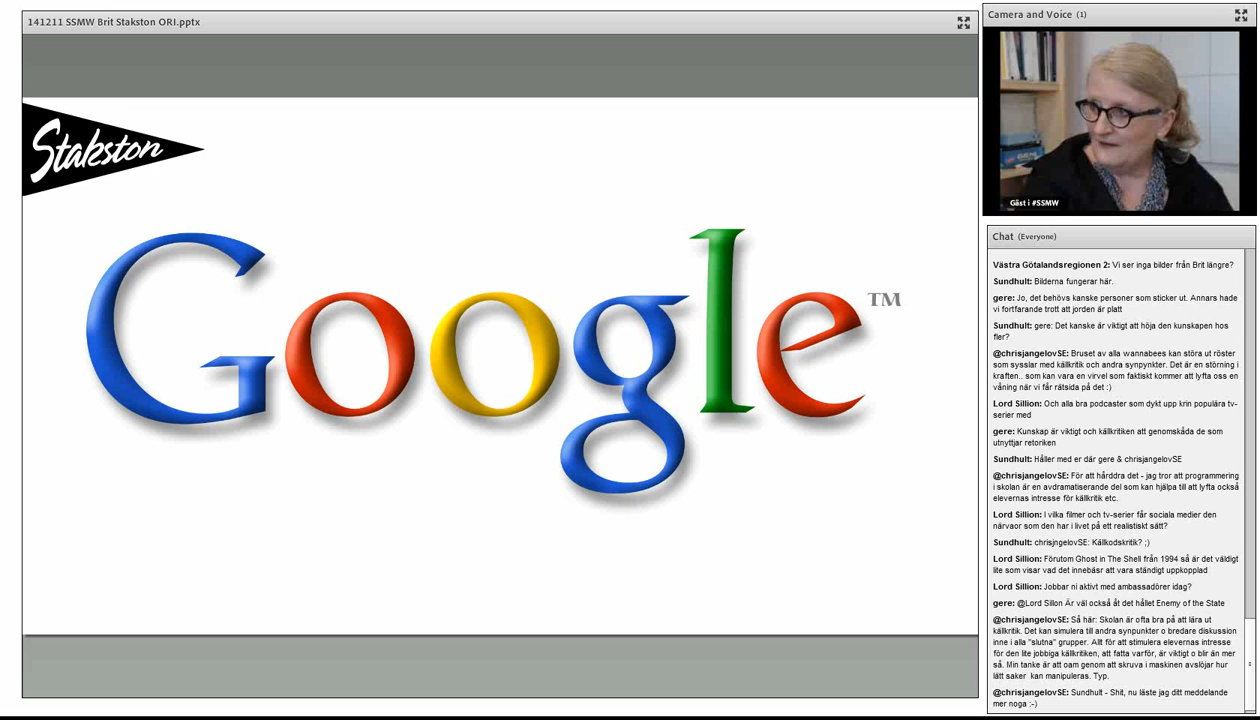 141211 SSMW Brit Stakston ORI.pptx
Stakston
Google
TM
Camera and Voice (1)
Gäst i #SSMW
Chat (Everyone)
Västra Götalandsregionen 2: Vi ser inga bilder från Brit längre?
Sundhult: Bilderna fungerar här.
gere: Jo, det behövs kanske personer som sticker ut. Annars hade
vi fortfarande trott att jorden är platt
Sundhult: gere: Det kanske är viktigt att höja den kunskapen hos
fler?
@chrisjangelovSE: Bruset av alla wannabees kan störa ut röster
som sysslar med källkritik och andra synpynkter. Det är en störning i
kraften.. som kan vara en virvel som faktiskt kommer att lyfta oss en
våning när vi får rätsida på det :)
Lord Sillion: Och alla bra podcaster som dykt upp krin populära tv-
serier med
gere: Kunskap är viktigt och källkritiken att genomskåda de som
utnyttjar retoriken
Sundhult: Håller med er där gere & chrisjangelovSE
@chrisjangelovSE: För att hårddra det - jag tror att programmering
i skolan är en avdramatiserande del som kan hjälpa till att lyfta också
elevernas intresse för källkritik etc.
Lord Sillion: I vilka filmer och tv-serier får sociala medier den
närvaor som den har i livet på ett realistiskt sätt?
Sundhult: chrisjngelovSE: Källkodskritik? ;)
Lord Sillion: Förutom Ghost in The Shell från 1994 så är det väldigt
lite som visar vad det innebäsr att vara ständigt uppkopplad
Lord Sillion: Jobbar ni aktivt med ambassadörer idag?
gere: @Lord Sillon Är väl också åt det hållet Enemy of the State
@chrisjangelovSE: Så här: Skolan är ofta bra på att lära ut
källkritik. Det kan simulera till andra synpunkter o bredare diskussion
inne i alla "slutna" grupper. Allt för att stimulera elevernas intresse
för den lite jobbiga källkritiken, att fatta varför, är viktigt o blir än mer
så. Min tanke är att oam genom att skruva i maskinen avslöjar hur
lätt saker kan manipuleras. Typ.
@chrisjangelovSE: Sundhult - Shit, nu läste jag ditt meddelande
mer noga :-)